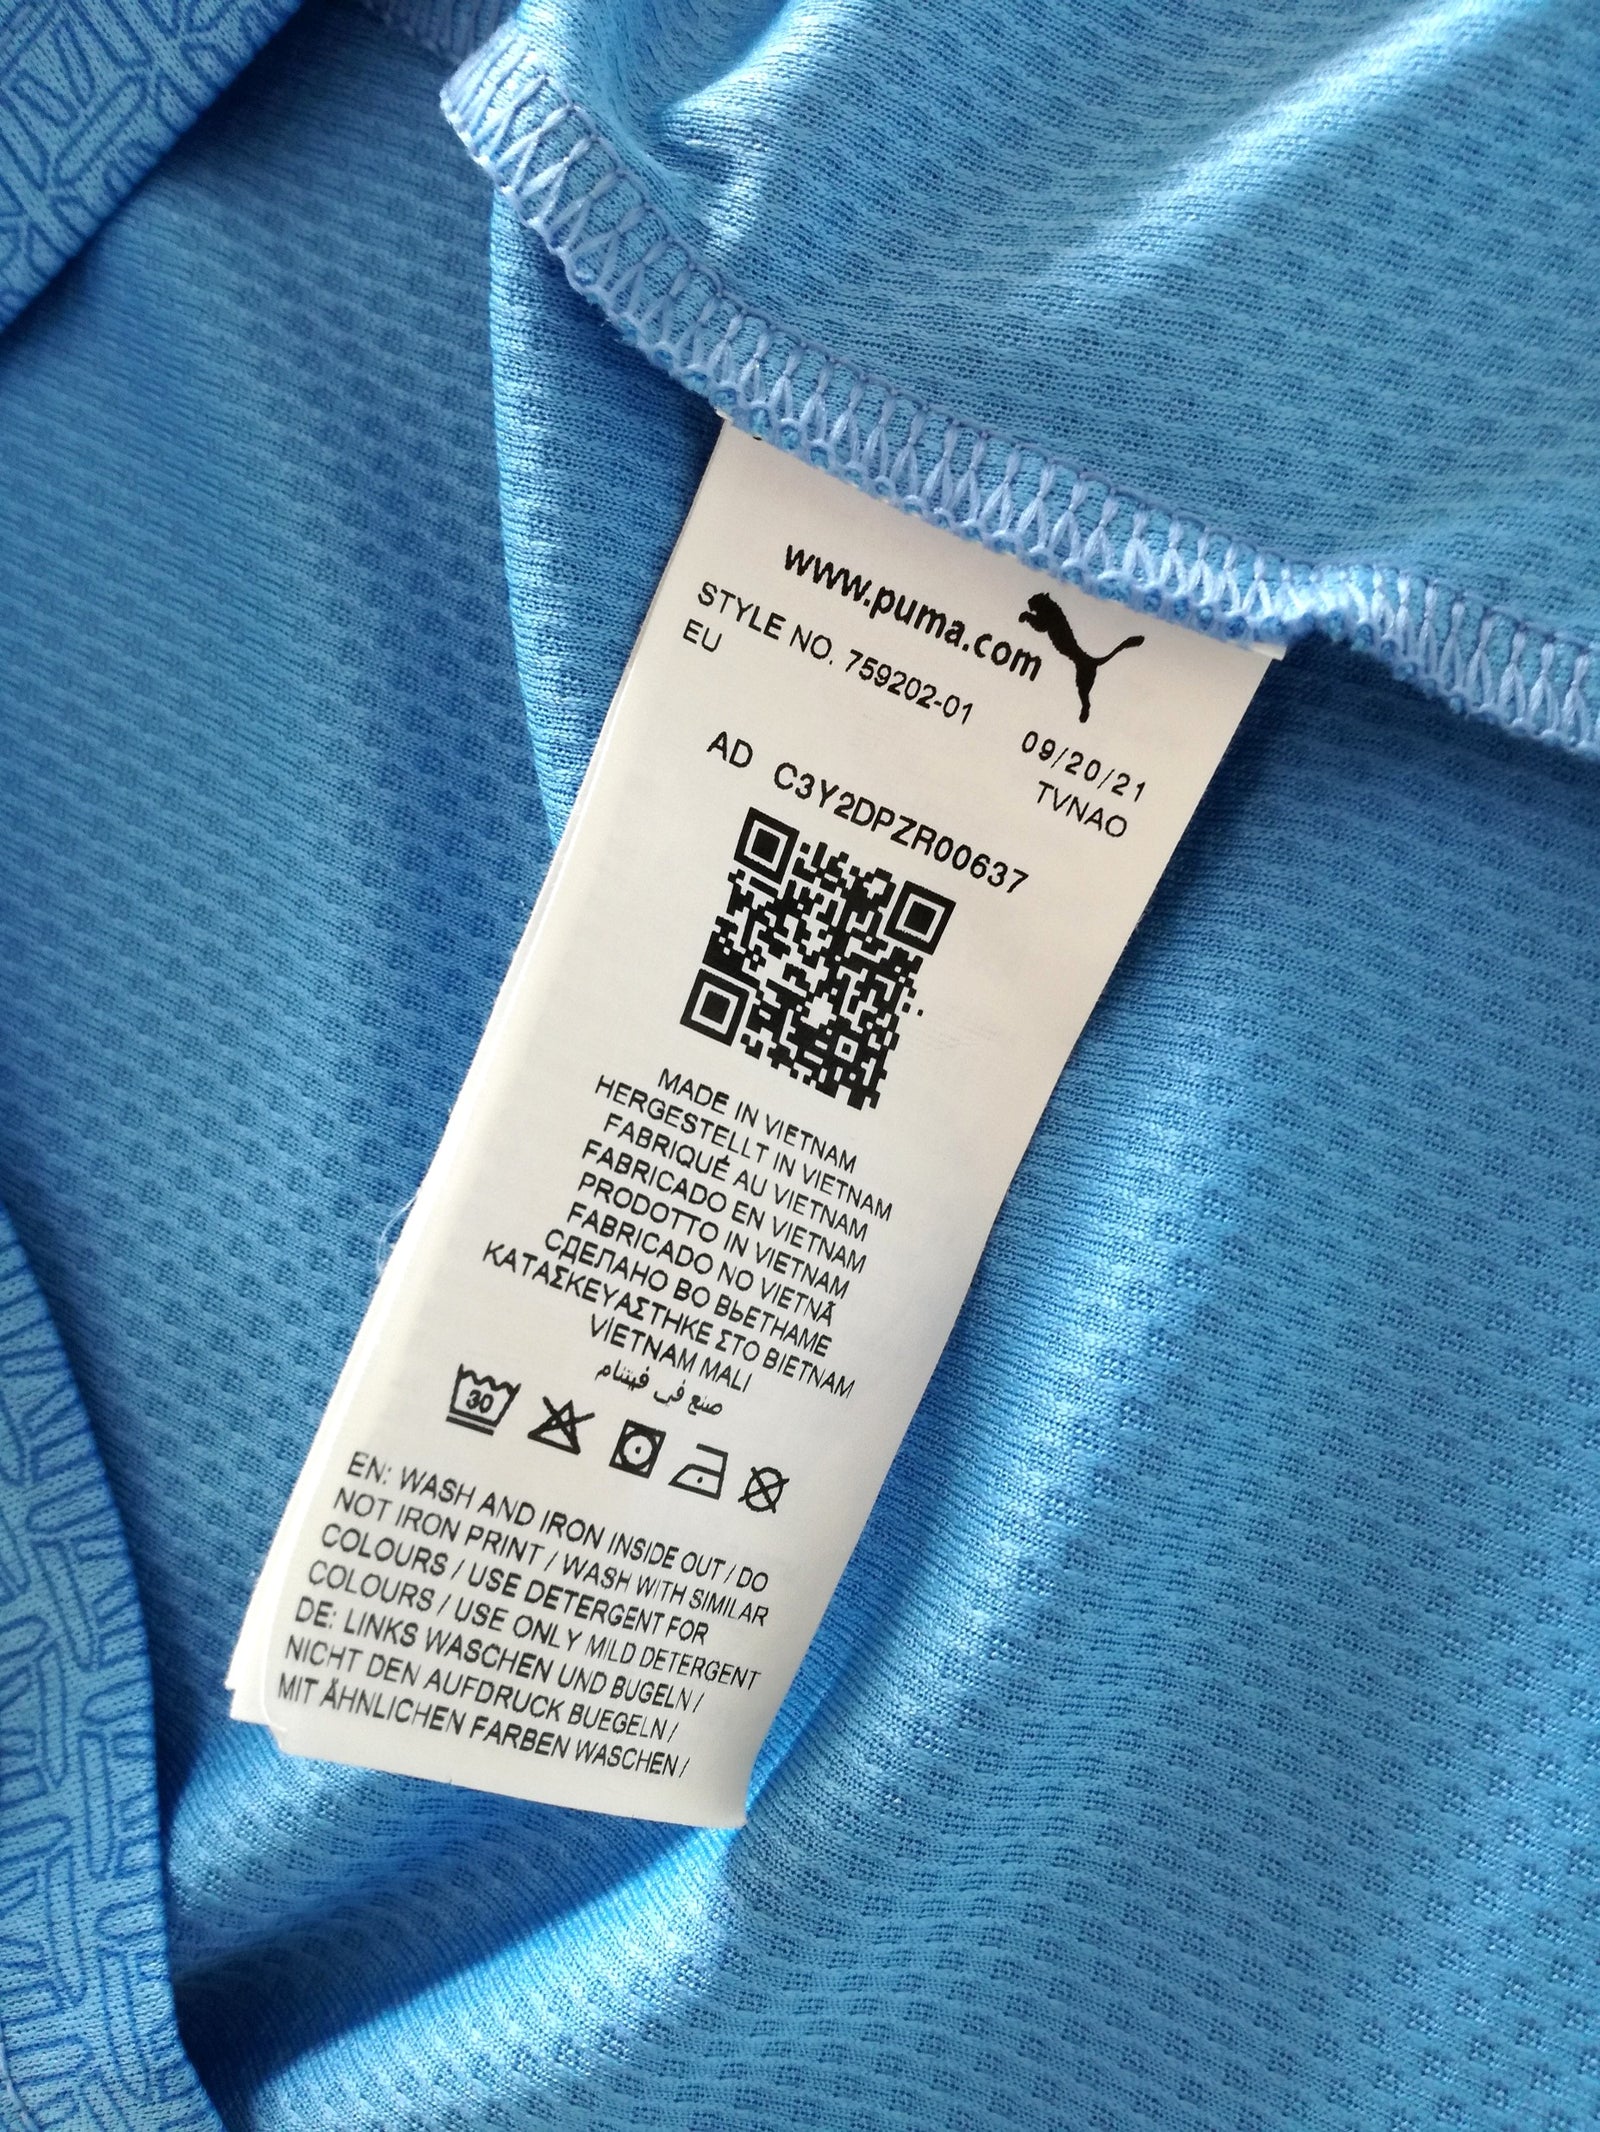 www.puma.com
STYLE NO. 759202-01
EU
09/20/21
TVNAO
AD C3Y2DPZR00637
MADE IN VIETNAM
HERGESTELLT IN VIETNAM
FABRIQUÉ AU VIETNAM
FABRICADO EN VIETNAM
PRODOTTO IN VIETNAM
FABRICADO NO VIETNÃ
СДЕЛАНО ВО ВЬЕТНАМЕ
ΚΑΤΑΣΚΕΥΑΣΤΗΚΕ ΣΤΟ ΒΙΕΤΝΑΜ
VİETNAM MALI
صنع في فيتنام
30
EN: WASH AND IRON INSIDE OUT / DO
NOT IRON PRINT / WASH WITH SIMILAR
COLOURS / USE DETERGENT FOR
COLOURS / USE ONLY MILD DETERGENT
DE: LINKS WASCHEN UND BUGELN /
NICHT DEN AUFDRUCK BUEGELN /
MIT ÄHNLICHEN FARBEN WASCHEN /